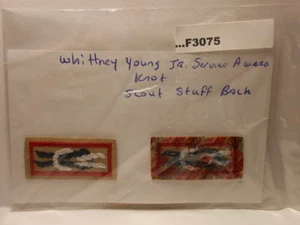 ...F3075
Whittney Young Jr. Service Award
Knot
Scout Stuff Back